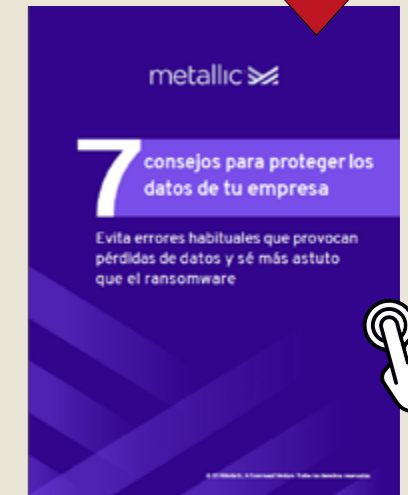 metallic
7 consejos para proteger los
datos de tu empresa
Evita errores habituales que provocan
pérdidas de datos y sé más astuto
que el ransomware